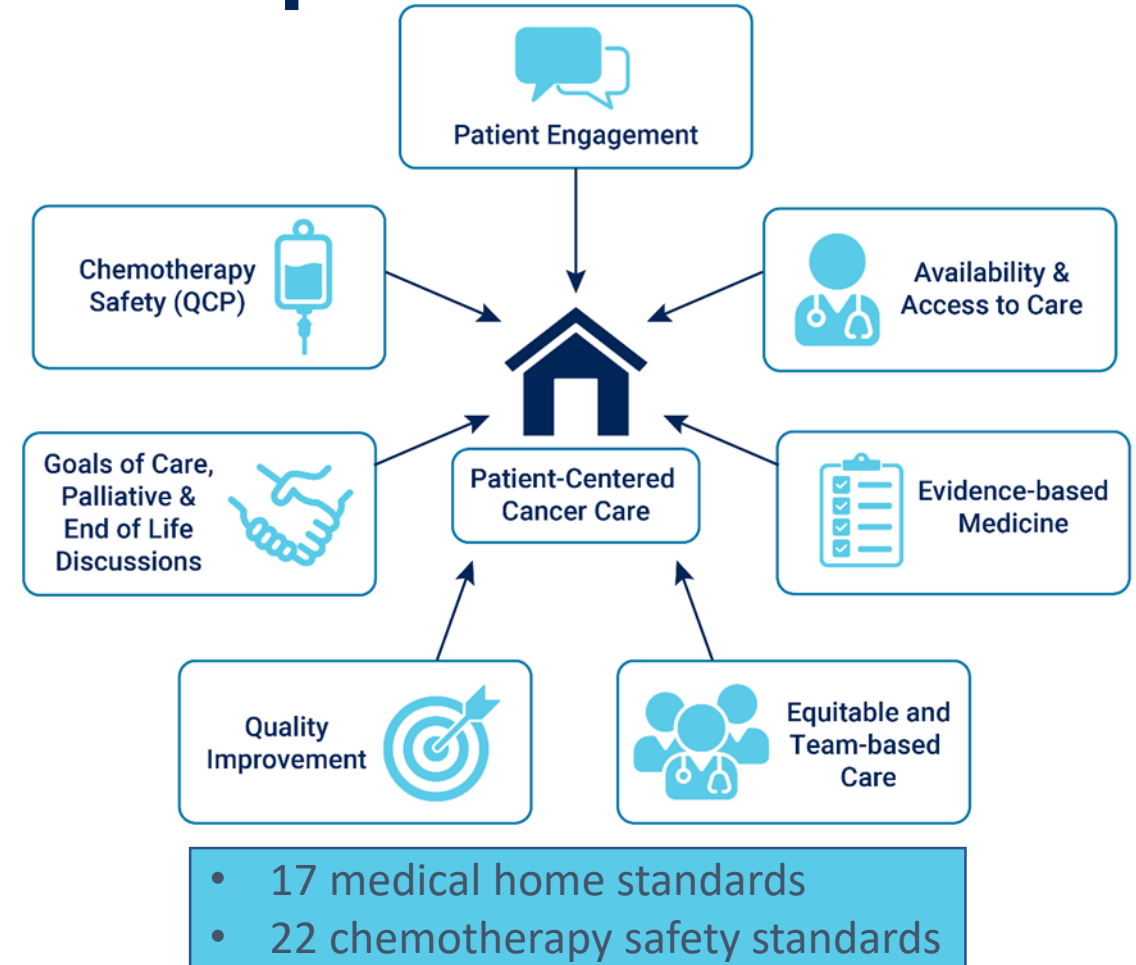 Patient Engagement
Chemotherapy
Safety (QCP)
Availability &
Access to Care
Goals of Care,
Palliative &
End of Life
Discussions
Patient-Centered
Cancer Care
Evidence-based
Medicine
Quality
Improvement
Equitable and
Team-based
Care
• 17 medical home standards
• 22 chemotherapy safety standards